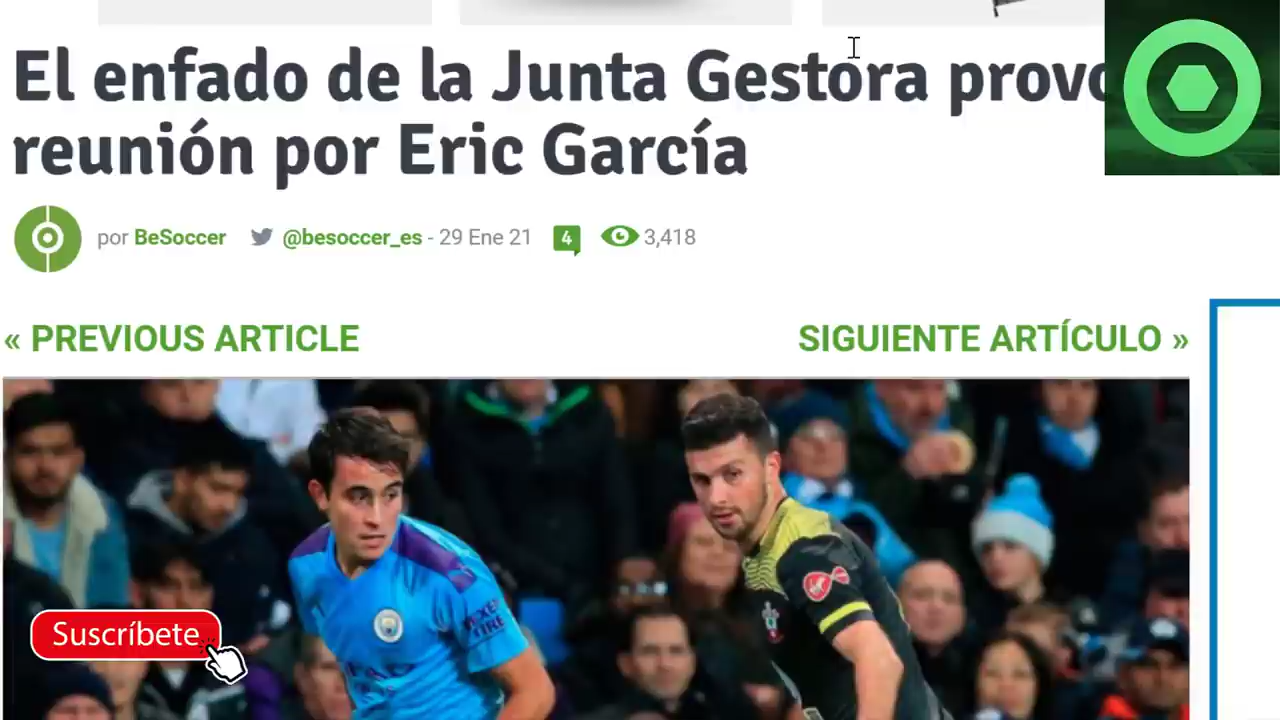 El enfado de la Junta Gestora provo
reunión por Eric García
por BeSoccer @besoccer_es - 29 Ene 21 4 3,418
« PREVIOUS ARTICLE
SIGUIENTE ARTÍCULO »
Suscríbete